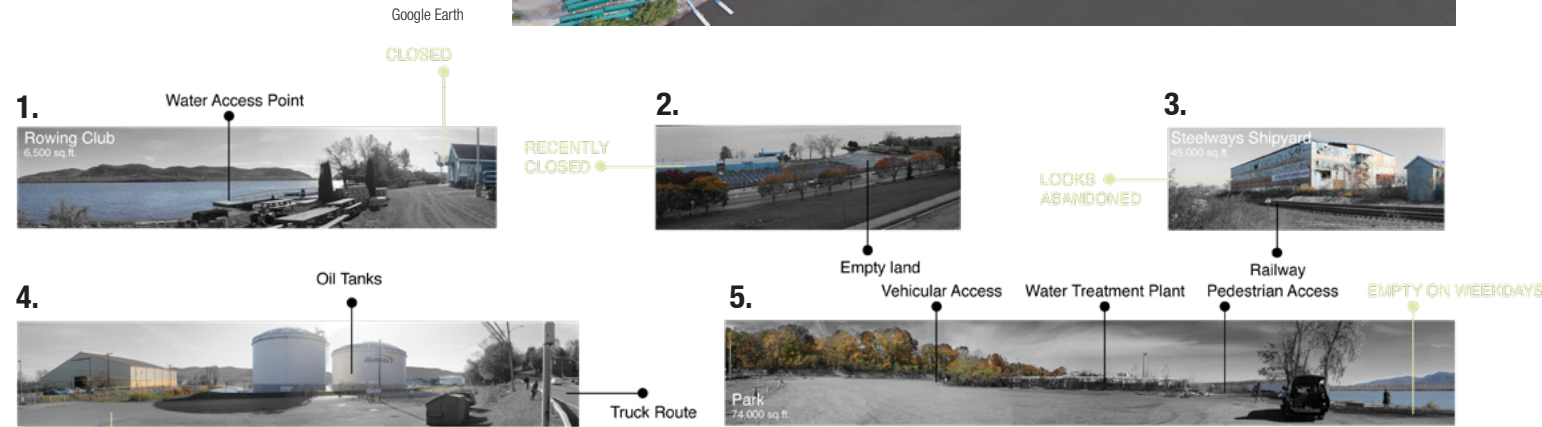 Google Earth
CLOSED
1.
Water Access Point
Rowing Club
6,500 sq.ft.
2.
RECENTLY
CLOSED
Empty land
3.
Steelways Shipyard
45,000 sq ft
LOOKS
ABANDONED
Railway
4.
Oil Tanks
Truck Route
5.
Vehicular Access
Water Treatment Plant
Pedestrian Access
EMPTY ON WEEKDAYS
Park
74 000 sq.ft